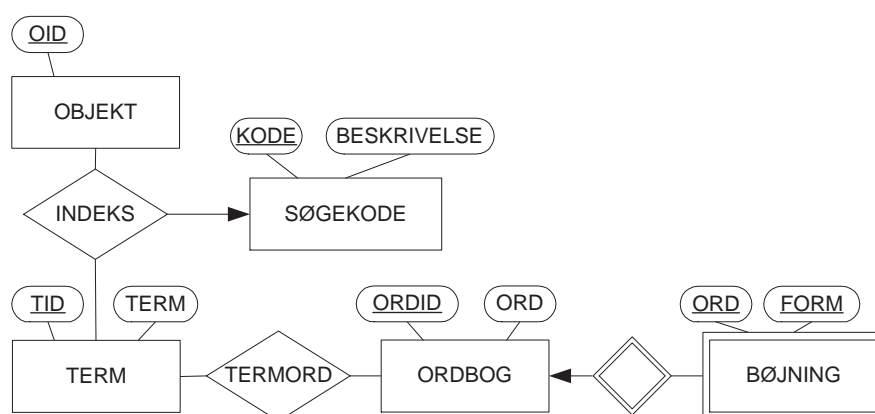 OID
OBJEKT
KODE BESKRIVELSE
INDEKS SØGEKODE
TID TERM ORDID ORD ORD FORM
TERM TERMORD ORDBOG BØJNING